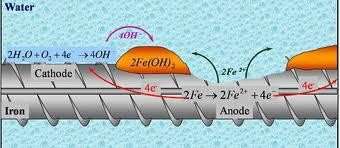 Water
4OH⁻
2H₂O+O₂+4e⁻→4OH
2Fe(OH)₂
2Fe²⁺
Cathode
4e⁻
2Fe→2Fe²⁺+4e⁻
4e⁻
Iron
Anode